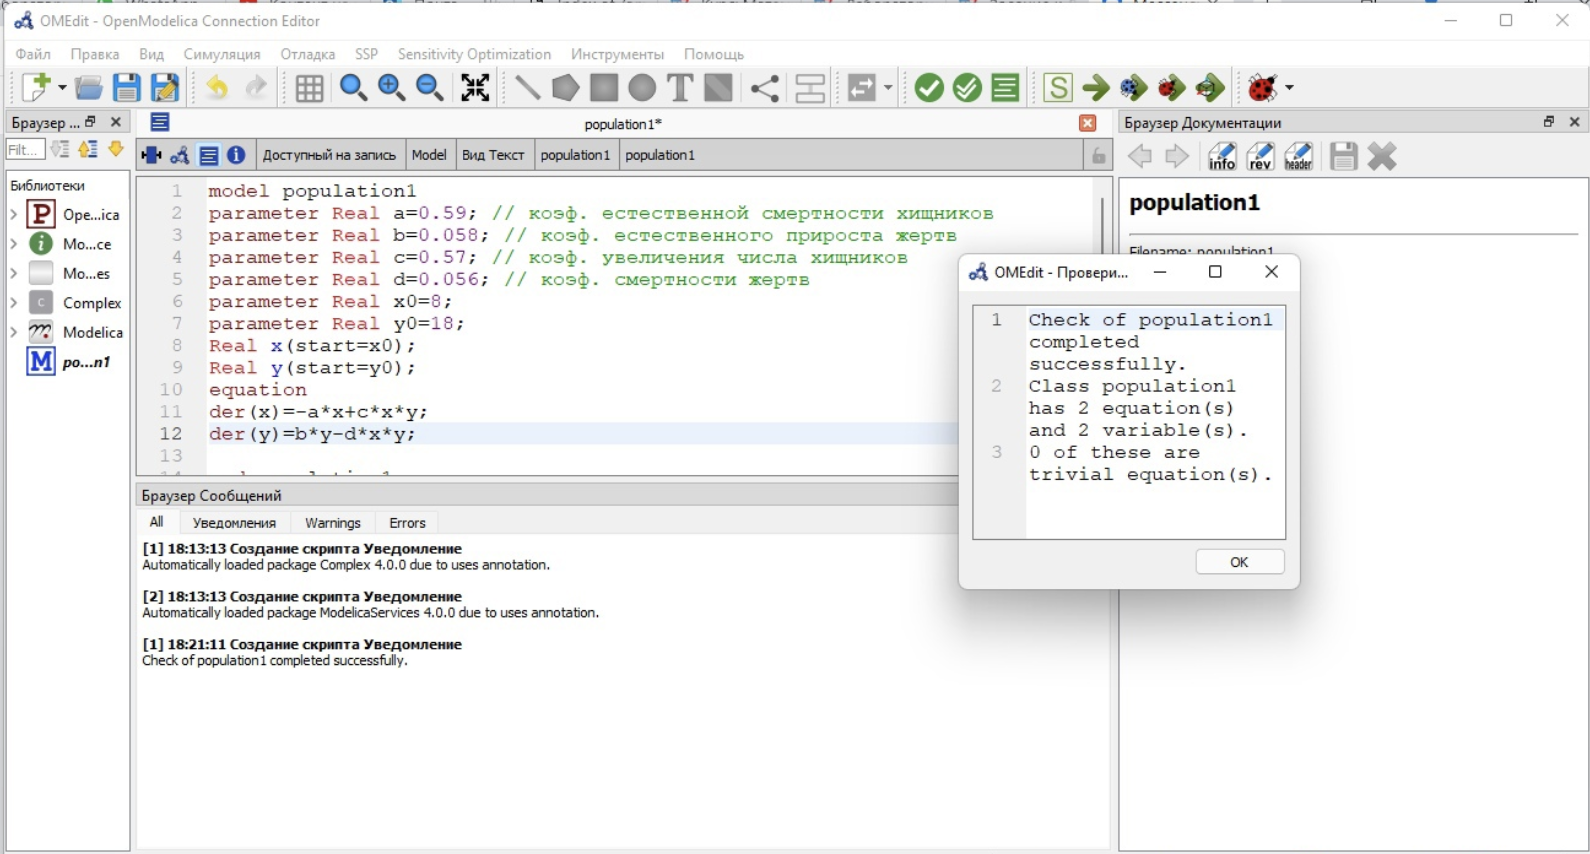 OMEdit - OpenModelica Connection Editor
Файл Правка Вид Симуляция Отладка SSP Sensitivity Optimization Инструменты Помощь
Браузер ...
population1*
Браузер Документации
Filt...
Доступный на запись Model Вид Текст population1 population1
info rev header
Библиотеки
P Ope...ica
Mo...ce
Mo...es
C Complex
Modelica
M po...n1
1 model population1
2 parameter Real a=0.59; // коэф. естественной смертности хищников
3 parameter Real b=0.058; // коэф. естественного прироста жертв
4 parameter Real c=0.57; // коэф. увеличения числа хищников
5 parameter Real d=0.056; // коэф. смертности жертв
6 parameter Real x0=8;
7 parameter Real y0=18;
8 Real x(start=x0);
9 Real y(start=y0);
10 equation
11 der(x)=-a*x+c*x*y;
12 der(y)=b*y-d*x*y;
13
population1
Filename: population1
OMEdit - Провери...
1 Check of population1
completed
successfully.
2 Class population1
has 2 equation(s)
and 2 variable(s).
3 0 of these are
trivial equation(s).
OK
Браузер Сообщений
All Уведомления Warnings Errors
[1] 18:13:13 Создание скрипта Уведомление
Automatically loaded package Complex 4.0.0 due to uses annotation.
[2] 18:13:13 Создание скрипта Уведомление
Automatically loaded package ModelicaServices 4.0.0 due to uses annotation.
[1] 18:21:11 Создание скрипта Уведомление
Check of population1 completed successfully.